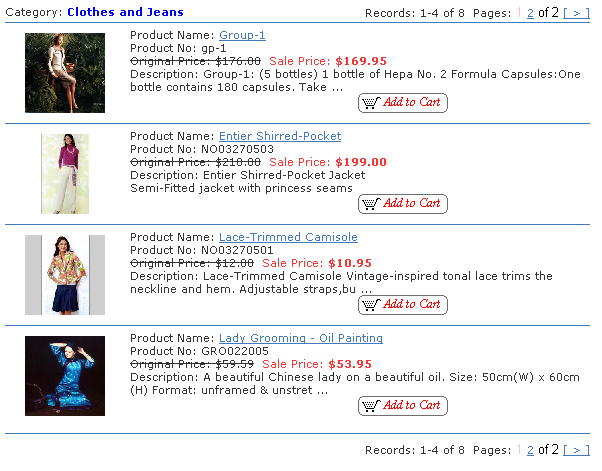 Category: Clothes and Jeans
Records: 1-4 of 8 Pages: 1 2 of 2 [ > ]
Product Name: Group-1
Product No: gp-1
Original Price: $176.00 Sale Price: $169.95
Description: Group-1: (5 bottles) 1 bottle of Hepa No. 2 Formula Capsules:One
bottle contains 180 capsules. Take ...
Add to Cart
Product Name: Entier Shirred-Pocket
Product No: NO03270503
Original Price: $210.00 Sale Price: $199.00
Description: Entier Shirred-Pocket Jacket
Semi-Fitted jacket with princess seams
Add to Cart
Product Name: Lace-Trimmed Camisole
Product No: NO03270501
Original Price: $12.00 Sale Price: $10.95
Description: Lace-Trimmed Camisole Vintage-inspired tonal lace trims the
neckline and hem. Adjustable straps,bu ...
Add to Cart
Product Name: Lady Grooming - Oil Painting
Product No: GRO022005
Original Price: $59.59 Sale Price: $53.95
Description: A beautiful Chinese lady on a beautiful oil. Size: 50cm(W) x 60cm
(H) Format: unframed & unstret ...
Add to Cart
Records: 1-4 of 8 Pages: 1 2 of 2 [ > ]